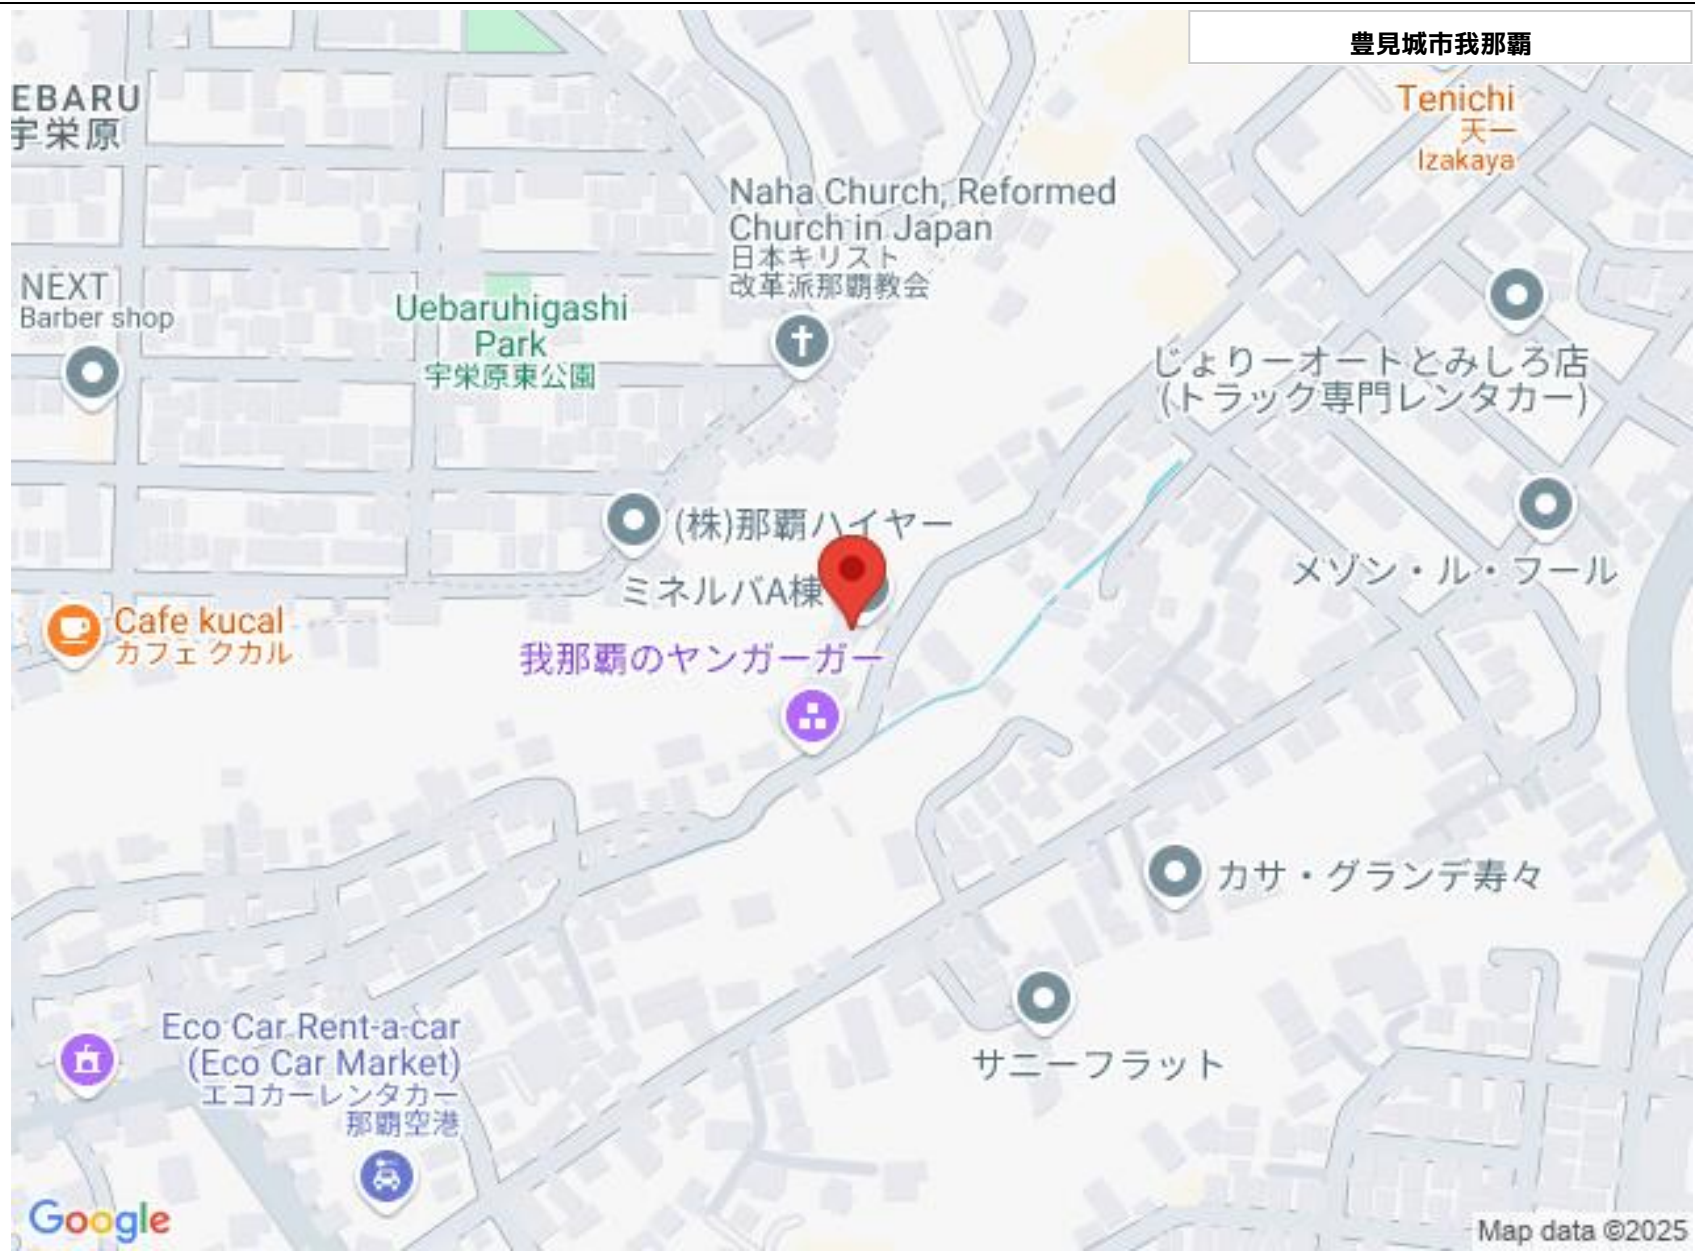 豊見城市我那覇
EBARU
宇栄原
Tenichi
天一
Izakaya
Naha Church, Reformed
Church in Japan
日本キリスト
改革派那覇教会
NEXT
Barber shop
Uebaruhigashi
Park
宇栄原東公園
じょりーオートとみしろ店
(トラック専門レンタカー)
(株)那覇ハイヤー
メゾン・ル・フール
ミネルバA棟
Cafe kucal
カフェ クカル
我那覇のヤンガーガー
カサ・グランデ寿々
Eco Car Rent-a-car
(Eco Car Market)
エコカーレンタカー
那覇空港
サニーフラット
Google
Map data ©2025